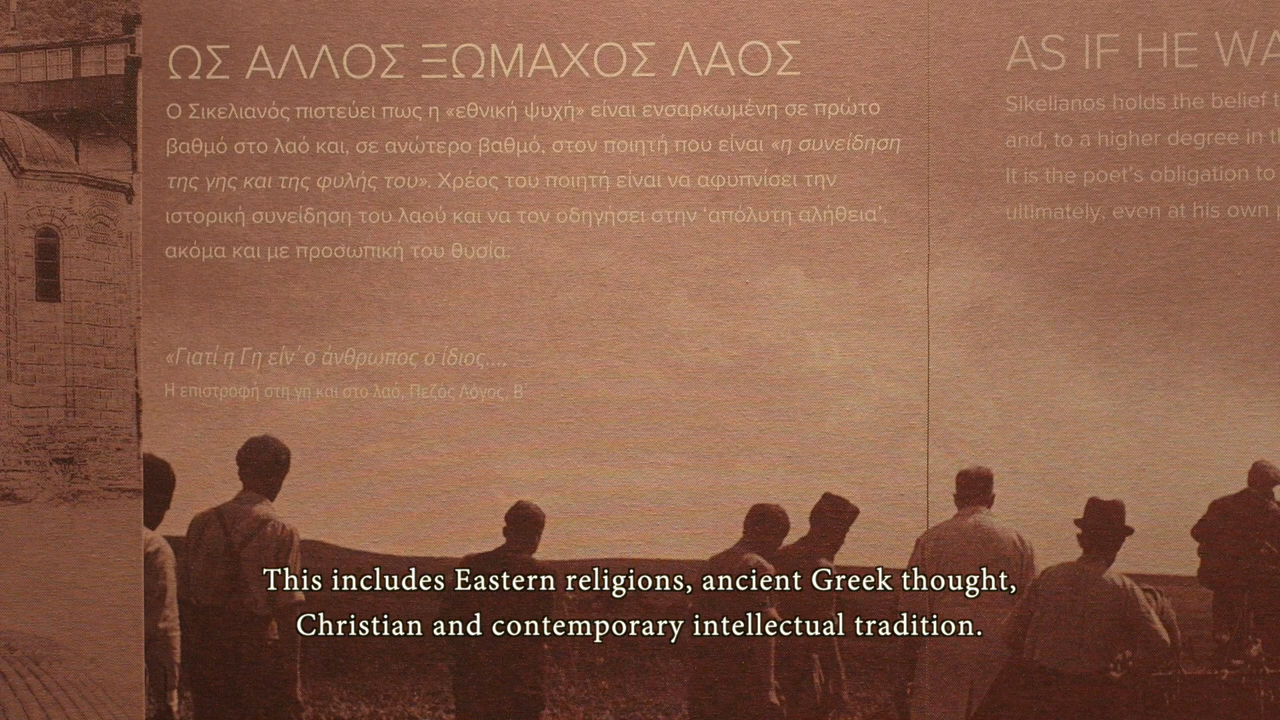 ΩΣ ΑΛΛΟΣ ΞΩΜΑΧΟΣ ΛΑΟΣ
Ο Σικελιανός πιστεύει πως η «εθνική ψυχή» είναι ενσαρκωμένη σε πρώτο
βαθμό στο λαό και, σε ανώτερο βαθμό, στον ποιητή που είναι «η συνείδηση
της γης και της φυλής του». Χρέος του ποιητή είναι να αφυπνίσει την
ιστορική συνείδηση του λαού και να τον οδηγήσει στην ‘απόλυτη αλήθεια’,
ακόμα και με προσωπική του θυσία.
«Γιατί η Γη είν΄ ο άνθρωπος ο ίδιος...,
Η επιστροφή στη γη και στο λαό, Πεζός Λόγος, Β΄
AS IF HE WA
Sikelianos holds the belief
and, to a higher degree in t
It is the poet’s obligation to
ultimately, even at his own
This includes Eastern religions, ancient Greek thought,
Christian and contemporary intellectual tradition.